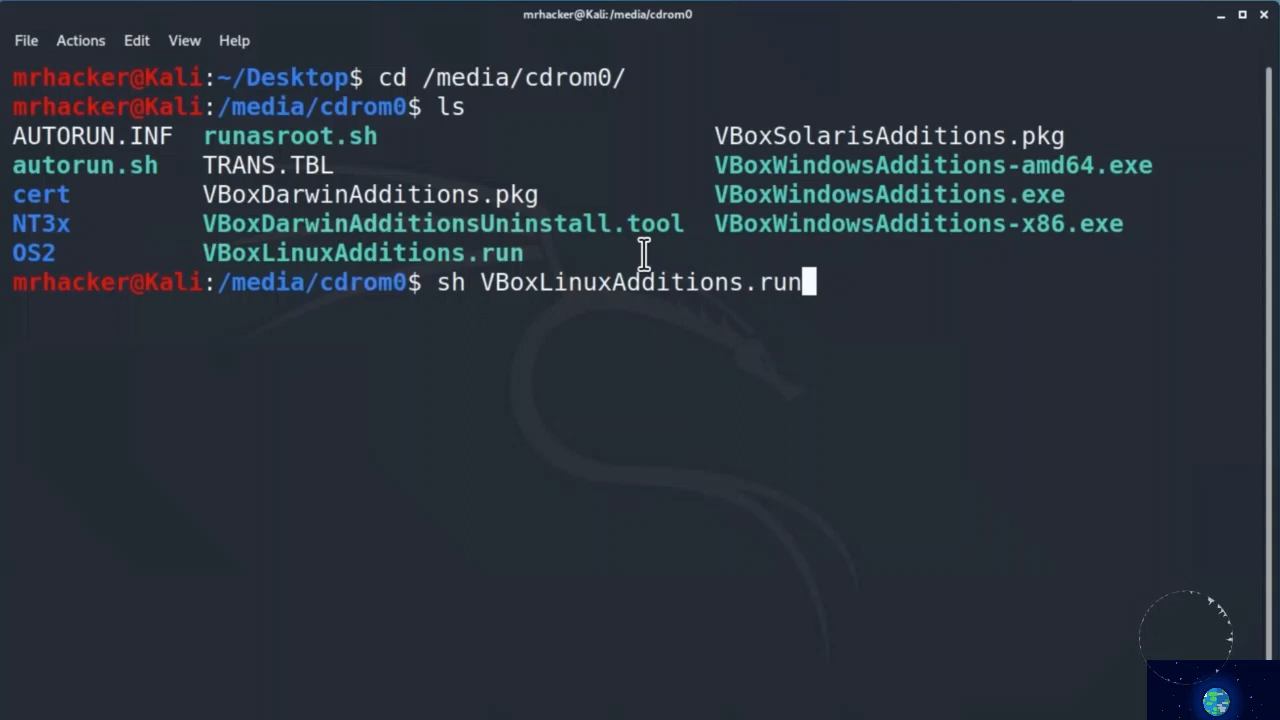 mrhacker@Kali:/media/cdrom0
File Actions Edit View Help
mrhacker@Kali:~/Desktop$ cd /media/cdrom0/
mrhacker@Kali:/media/cdrom0$ ls
AUTORUN.INF runasroot.sh VBoxSolarisAdditions.pkg
autorun.sh TRANS.TBL VBoxWindowsAdditions-amd64.exe
cert VBoxDarwinAdditions.pkg VBoxWindowsAdditions.exe
NT3x VBoxDarwinAdditionsUninstall.tool VBoxWindowsAdditions-x86.exe
OS2 VBoxLinuxAdditions.run
mrhacker@Kali:/media/cdrom0$ sh VBoxLinuxAdditions.run